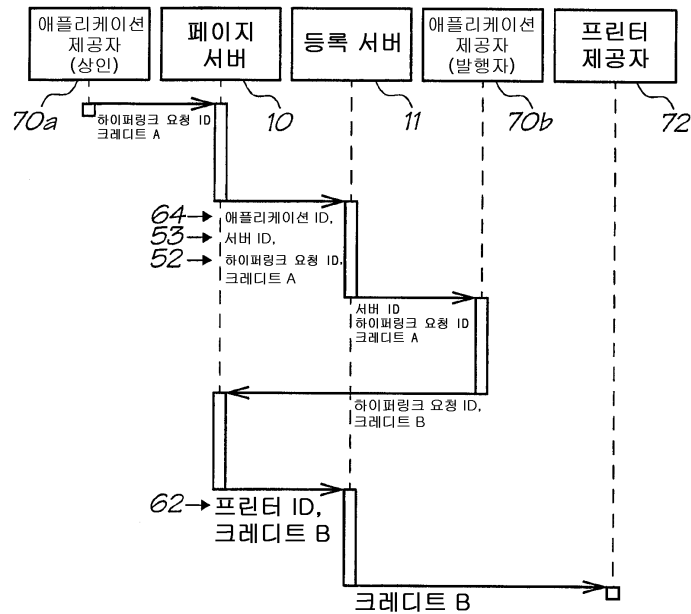 애플리케이션
제공자
(상인)
페이지
서버
등록 서버
애플리케이션
제공자
(발행자)
프린터
제공자
70a
10
11
70b
72
하이퍼링크 요청 ID
크레디트 A
64
애플리케이션 ID,
53
서버 ID,
52
하이퍼링크 요청 ID,
크레디트 A
서버 ID
하이퍼링크 요청 ID
크레디트 A
하이퍼링크 요청 ID,
크레디트 B
62
프린터 ID,
크레디트 B
크레디트 B